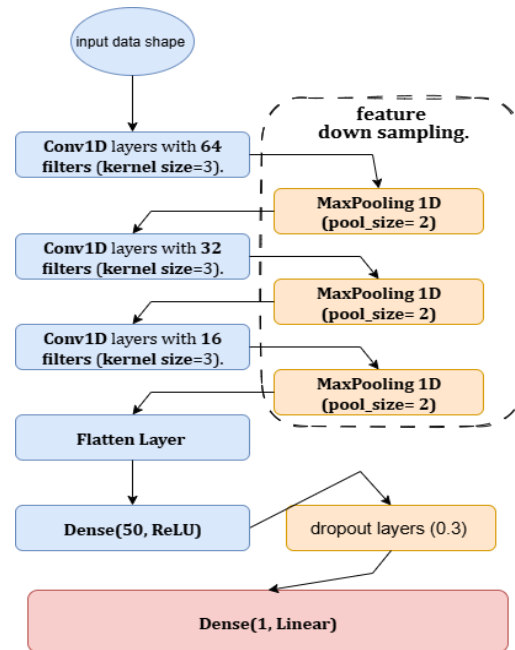 input data shape
feature
down sampling.
Conv1D layers with 64
filters (kernel size=3).
MaxPooling 1D
(pool_size= 2)
Conv1D layers with 32
filters (kernel size=3).
MaxPooling 1D
(pool_size= 2)
Conv1D layers with 16
filters (kernel size=3).
MaxPooling 1D
(pool_size= 2)
Flatten Layer
Dense(50, ReLU)
dropout layers (0.3)
Dense(1, Linear)